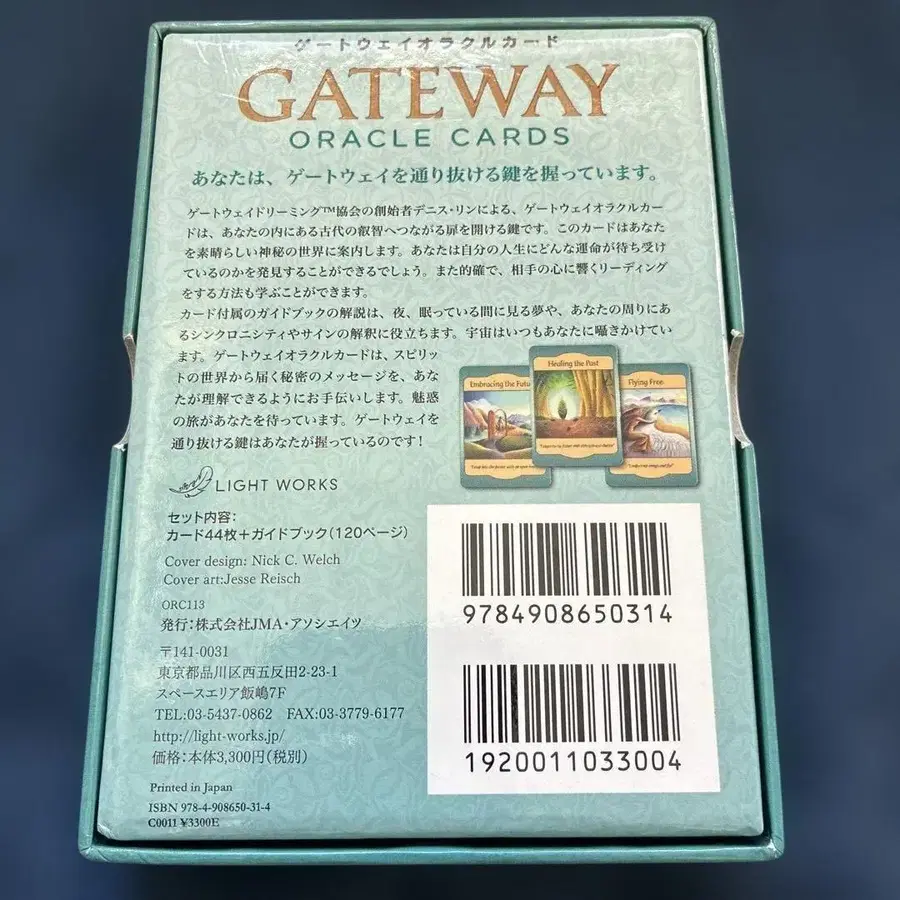 ゲートウェイオラクルカード
GATEWAY
ORACLE CARDS
あなたは、ゲートウェイを通り抜ける鍵を握っています。
ゲートウェイドリーミング™協会の創始者デニス・リンによる、ゲートウェイオラクルカー
ドは、あなたの内にある古代の叡智へつながる扉を開ける鍵です。このカードはあなた
を素晴らしい神秘の世界に案内します。あなたは自分の人生にどんな運命が待ち受け
ているのかを発見することができるでしょう。また的確で、相手の心に響くリーディング
をする方法も学ぶことができます。
カード付属のガイドブックの解説は、夜、眠っている間に見る夢や、あなたの周りにあ
るシンクロニシティやサインの解釈に役立ちます。宇宙はいつもあなたに囁きかけてい
ます。ゲートウェイオラクルカードは、スピリッ
トの世界から届く秘密のメッセージを、あな
たが理解できるようにお手伝いします。魅惑
の旅があなたを待っています。ゲートウェイを
通り抜ける鍵はあなたが握っているのです!
Embracing the Futu
Healing the Past
Flying Free
LIGHT WORKS
セット内容:
カード44枚+ガイドブック(120ページ)
Cover design: Nick C. Welch
Cover art:Jesse Reisch
ORC113
発行:株式会社JMA・アソシエイツ
〒141-0031
東京都品川区西五反田2-23-1
スペースエリア飯嶋7F
TEL:03-5437-0862 FAX:03-3779-6177
http://light-works.jp/
価格:本体3,300円(税別)
Printed in Japan
ISBN 978-4-908650-31-4
C0011 ¥3300E
9784908650314
1920011033004